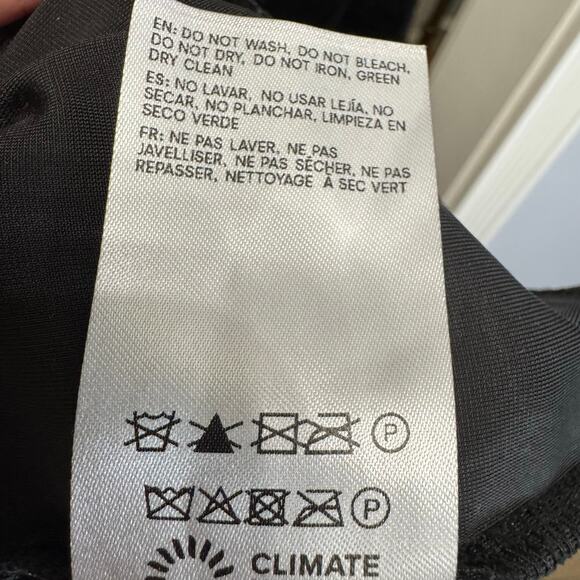 EN: DO NOT WASH, DO NOT BLEACH,
DO NOT DRY, DO NOT IRON, GREEN
DRY CLEAN
ES: NO LAVAR, NO USAR LEJÍA, NO
SECAR, NO PLANCHAR, LIMPIEZA EN
SECO VERDE
FR: NE PAS LAVER, NE PAS
JAVELLISER, NE PAS SÉCHER, NE PAS
REPASSER, NETTOYAGE À SEC VERT
P
P
CLIMATE